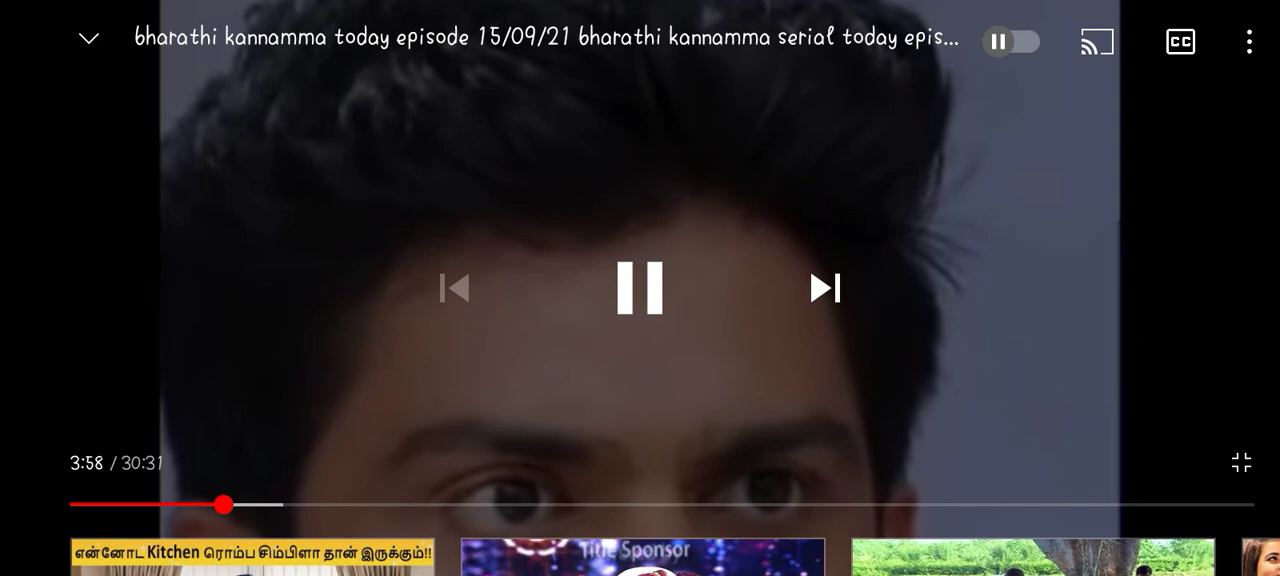 bharathi kannamma today episode 15/09/21 bharathi kannamma serial today epis...
CC
3:58 / 30:31
என்னோட Kitchen ரொம்ப சிம்பிளா தான் இருக்கும்!!
Title Sponsor